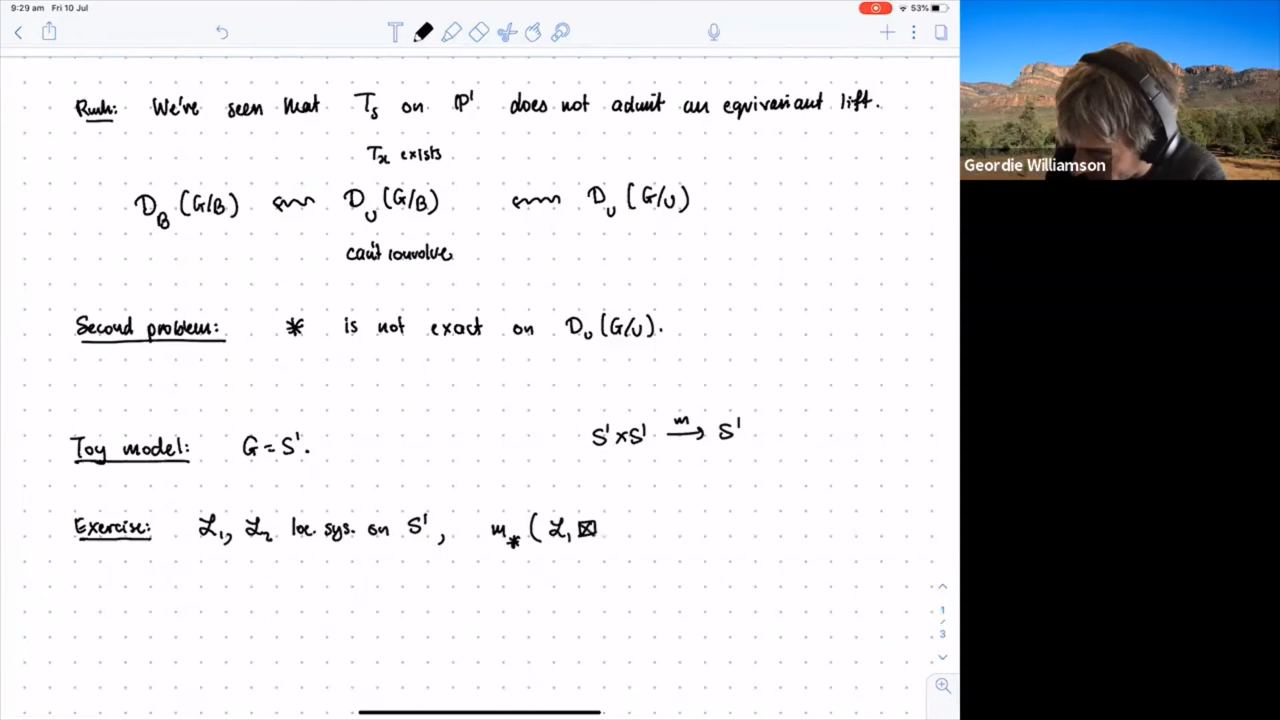 9:29 am Fri 10 Jul
53%
Geordie Williamson
Rmk: We've seen that T_s on P¹ does not admit an equivariant lift.
T_x exists
D_B (G/B) ⟵ D_U (G/B) ⟵ D_U (G/U)
can't convolve
Second problem: * is not exact on D_U (G/U).
Toy model: G = S¹. S¹×S¹ —m→ S¹
Exercise: ℒ₁, ℒ₂ loc. sys. on S¹, m_* (ℒ₁ ⊠
1
/
3